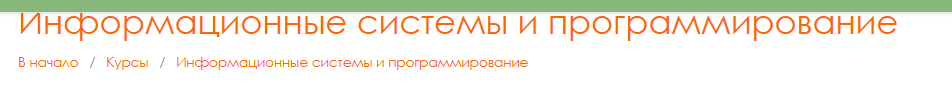 Информационные системы и программирование
В начало / Курсы / Информационные системы и программирование